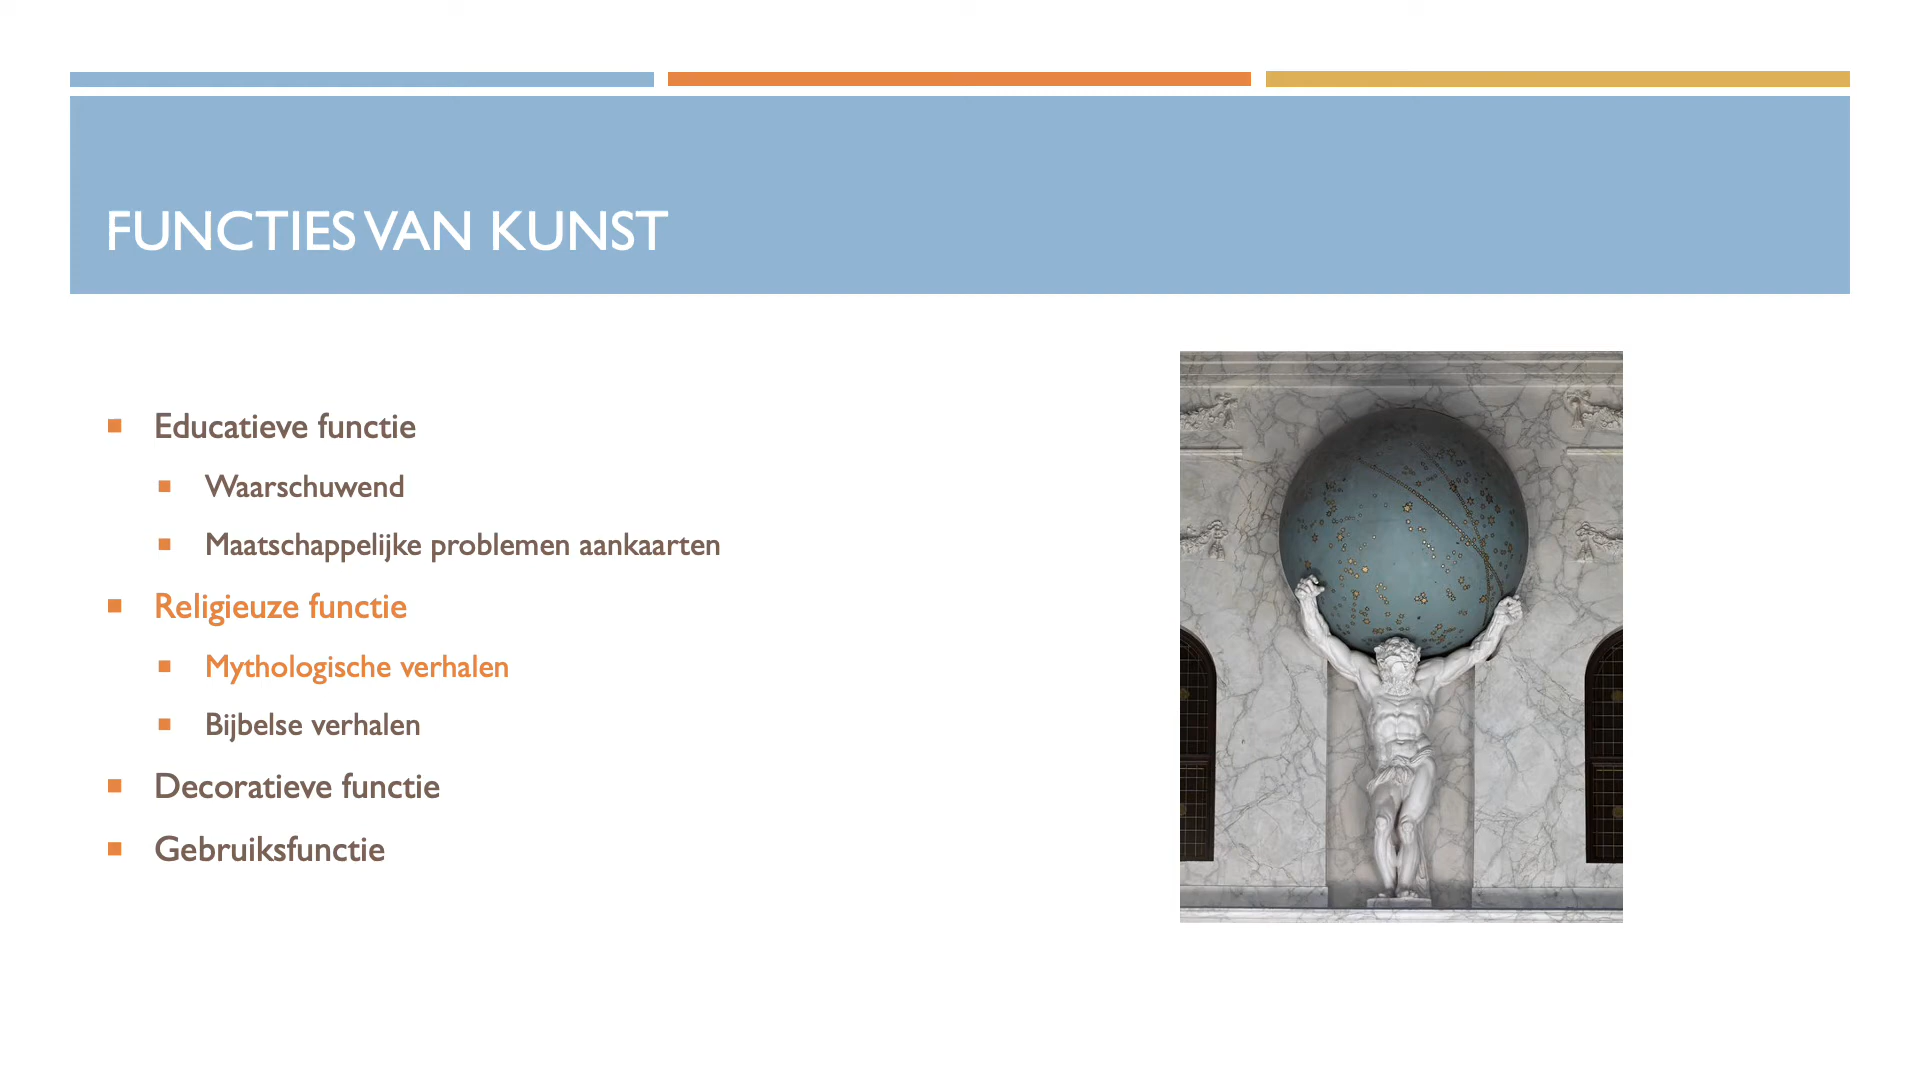 FUNCTIES VAN KUNST
Educatieve functie
Waarschuwend
Maatschappelijke problemen aankaarten
Religieuze functie
Mythologische verhalen
Bijbelse verhalen
Decoratieve functie
Gebruiksfunctie